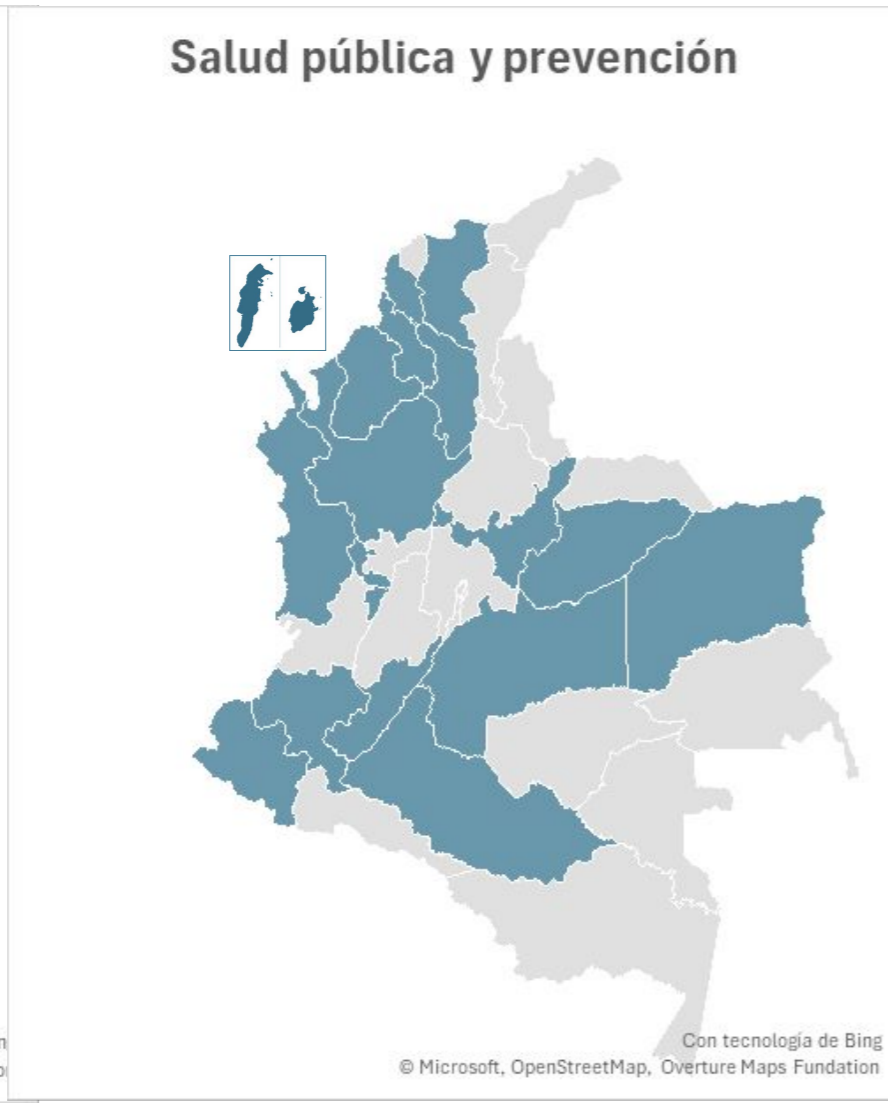 Salud pública y prevención
Con tecnología de Bing
© Microsoft, OpenStreetMap, Overture Maps Fundation